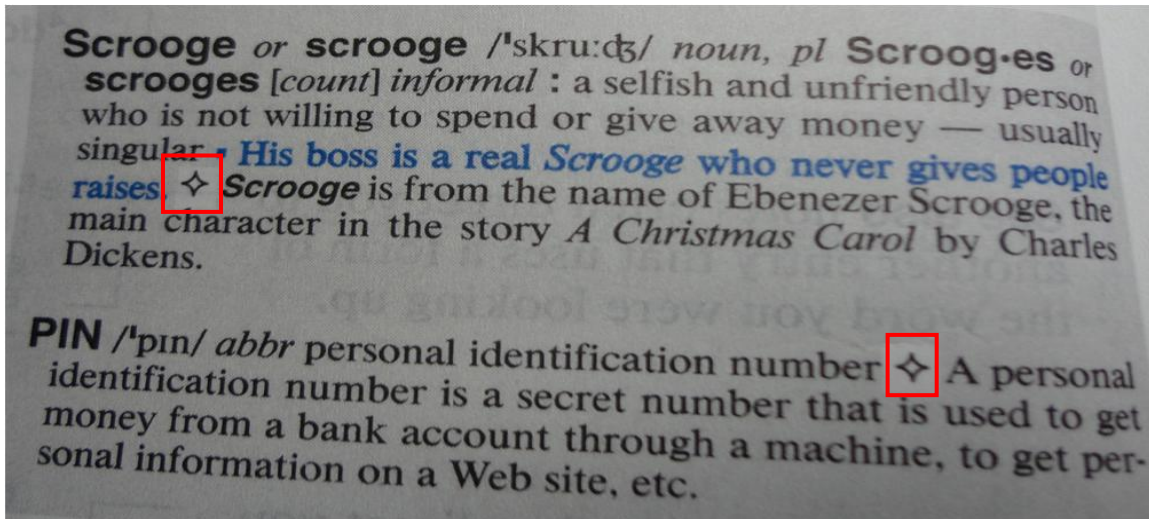 Scrooge or scrooge /ˈskruːʤ/ noun, pl Scroog·es or
scrooges [count] informal : a selfish and unfriendly person
who is not willing to spend or give away money — usually
singular ▪ His boss is a real Scrooge who never gives people
raises. ✧ Scrooge is from the name of Ebenezer Scrooge, the
main character in the story A Christmas Carol by Charles
Dickens.
PIN /ˈpɪn/ abbr personal identification number ✧ A personal
identification number is a secret number that is used to get
money from a bank account through a machine, to get per-
sonal information on a Web site, etc.